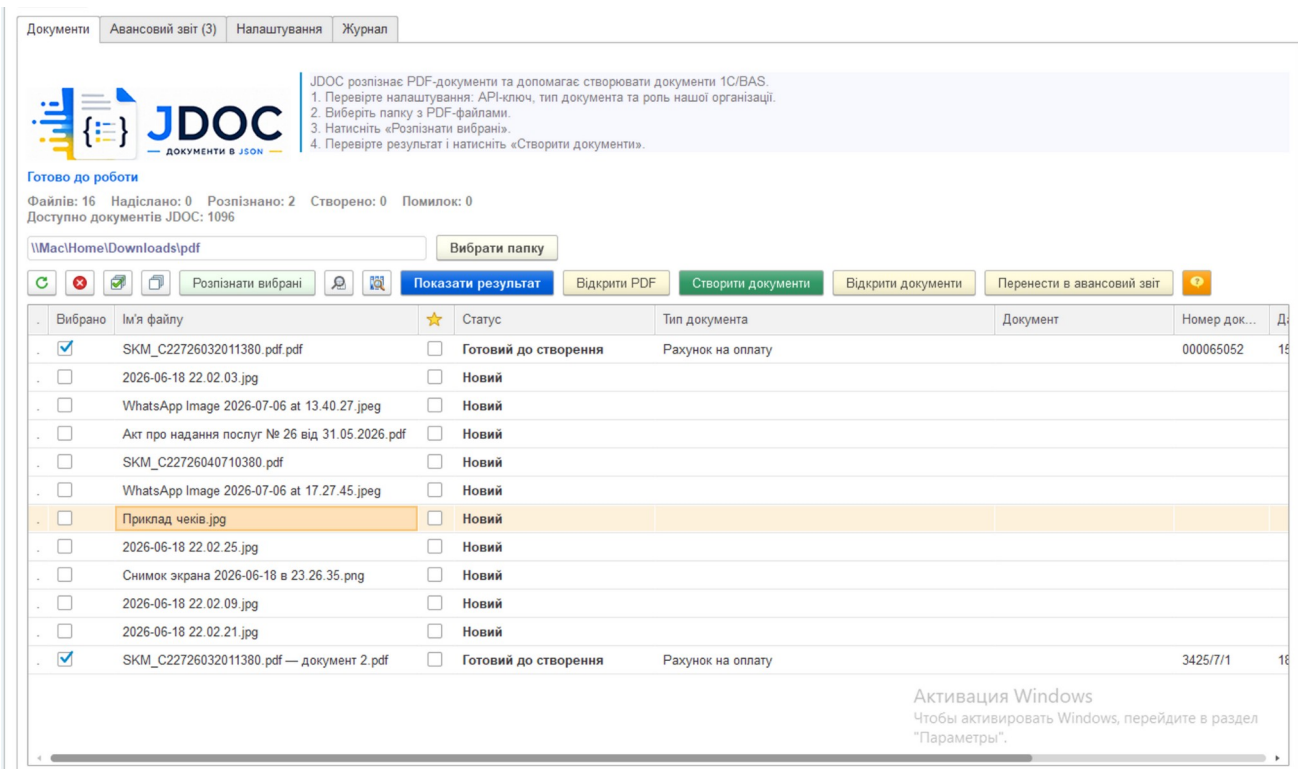 Документи Авансовий звіт (3) Налаштування Журнал
JDOC
ДОКУМЕНТИ В JSON
JDOC розпізнає PDF-документи та допомагає створювати документи 1С/BAS.
1. Перевірте налаштування: API-ключ, тип документа та роль нашої організації.
2. Виберіть папку з PDF-файлами.
3. Натисніть «Розпізнати вибрані».
4. Перевірте результат і натисніть «Створити документи».
Готово до роботи
Файлів: 16 Надіслано: 0 Розпізнано: 2 Створено: 0 Помилок: 0
Доступно документів JDOC: 1096
\\Mac\Home\Downloads\pdf Вибрати папку
Розпізнати вибрані Показати результат Відкрити PDF Створити документи Відкрити документи Перенести в авансовий звіт ?
. Вибрано Ім'я файлу Статус Тип документа Документ Номер док... Да
. SKM_C22726032011380.pdf.pdf Готовий до створення Рахунок на оплату 000065052 15
. 2026-06-18 22.02.03.jpg Новий
. WhatsApp Image 2026-07-06 at 13.40.27.jpeg Новий
. Акт про надання послуг № 26 від 31.05.2026.pdf Новий
. SKM_C22726040710380.pdf Новий
. WhatsApp Image 2026-07-06 at 17.27.45.jpeg Новий
. Приклад чеків.jpg Новий
. 2026-06-18 22.02.25.jpg Новий
. Снимок экрана 2026-06-18 в 23.26.35.png Новий
. 2026-06-18 22.02.09.jpg Новий
. 2026-06-18 22.02.21.jpg Новий
. SKM_C22726032011380.pdf — документ 2.pdf Готовий до створення Рахунок на оплату 3425/7/1 18
Активация Windows
Чтобы активировать Windows, перейдите в раздел
"Параметры".